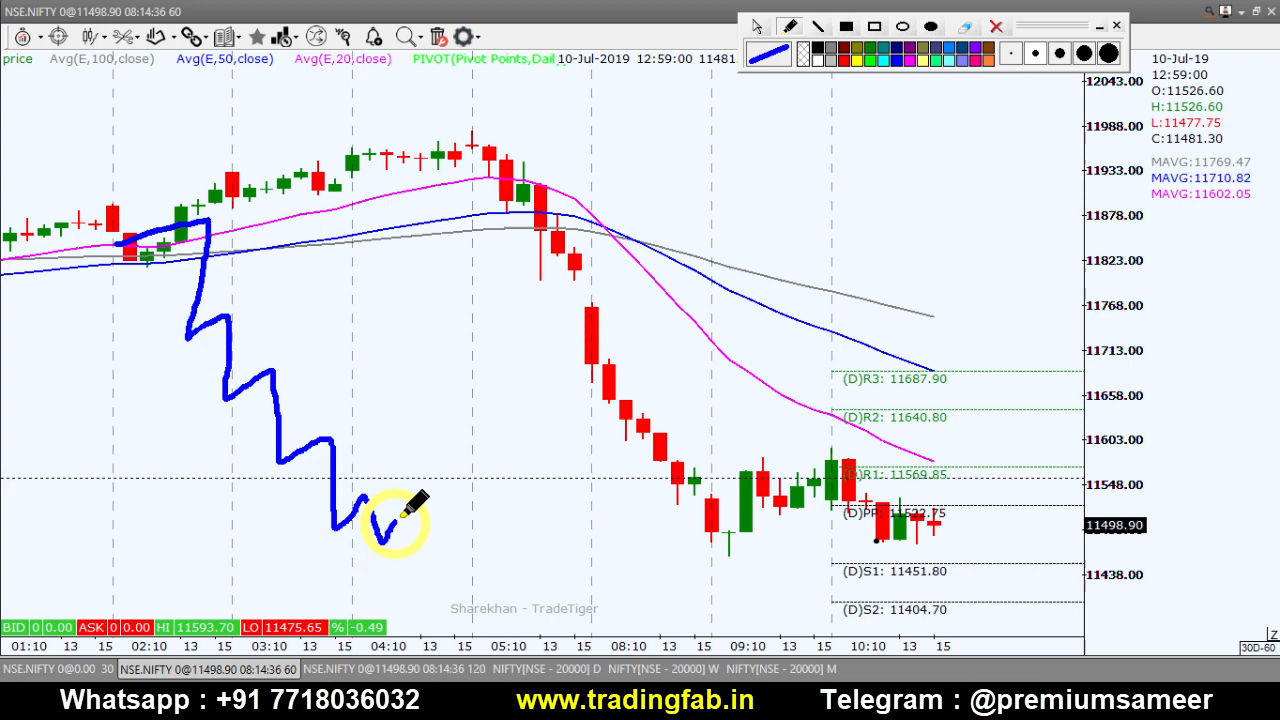 NSE.NIFTY @11498.90 08:14:36 60
price Avg(E,100,close) Avg(E,50,close) Avg(E,20,close) PIVOT(Pivot Points,Dail 10-Jul-2019 12:59:00 11481
10-Jul-19
12:59:00
O:11526.60
H:11526.60
L:11477.75
C:11481.30
MAVG:11769.47
MAVG:11710.82
MAVG:11602.05
12043.00
11988.00
11933.00
11878.00
11823.00
11768.00
11713.00
11658.00
11603.00
11548.00
11498.90
11438.00
(D)R3: 11687.90
(D)R2: 11640.80
(D)R1: 11569.85
(D)PP: 11522.75
(D)S1: 11451.80
(D)S2: 11404.70
Sharekhan - TradeTiger
BID 0 0.00 ASK 0 0.00 HI 11593.70 LO 11475.65 % -0.49
01:10 13 15 02:10 13 15 03:10 13 15 04:10 13 15 05:10 13 15 08:10 13 15 09:10 13 15 10:10 13 15
Z
30D-60
NSE.NIFTY @0.00 30 NSE.NIFTY @11498.90 08:14:36 60 NSE.NIFTY @11498.90 08:14:36 120 NIFTY[NSE - 20000] D NIFTY[NSE - 20000] W NIFTY[NSE - 20000] M
Whatsapp : +91 7718036032 www.tradingfab.in Telegram : @premiumsameer